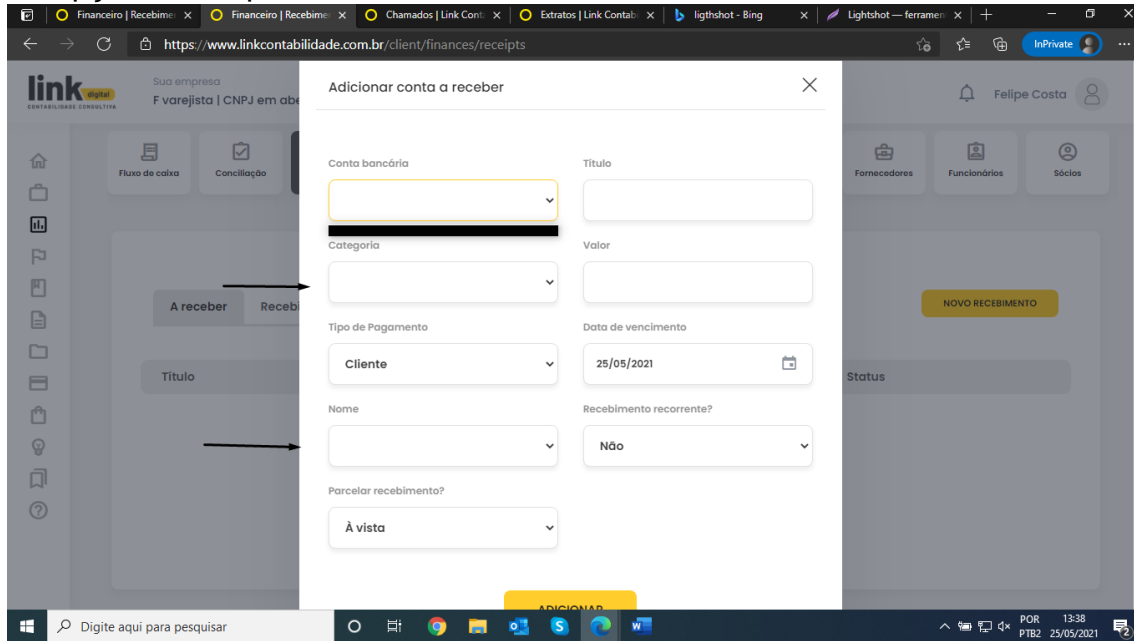 Financeiro | Recebime
Financeiro | Recebime
Chamados | Link Cont
Extratos | Link Contab
ligthshot - Bing
Lightshot — ferramen
https://www.linkcontabilidade.com.br/client/finances/receipts
InPrivate
link digital
CONTABILIDADE CONSULTIVA
Sua empresa
F varejista | CNPJ em abe
Felipe Costa
Fluxo de caixa
Conciliação
Fornecedores
Funcionários
Sócios
Adicionar conta a receber
Conta bancária
Título
Categoria
Valor
A receber
Recebi
NOVO RECEBIMENTO
Tipo de Pagamento
Data de vencimento
Cliente
25/05/2021
Título
Status
Nome
Recebimento recorrente?
Não
Parcelar recebimento?
À vista
ADICIONAR
Digite aqui para pesquisar
POR
PTB2
13:38
25/05/2021
2